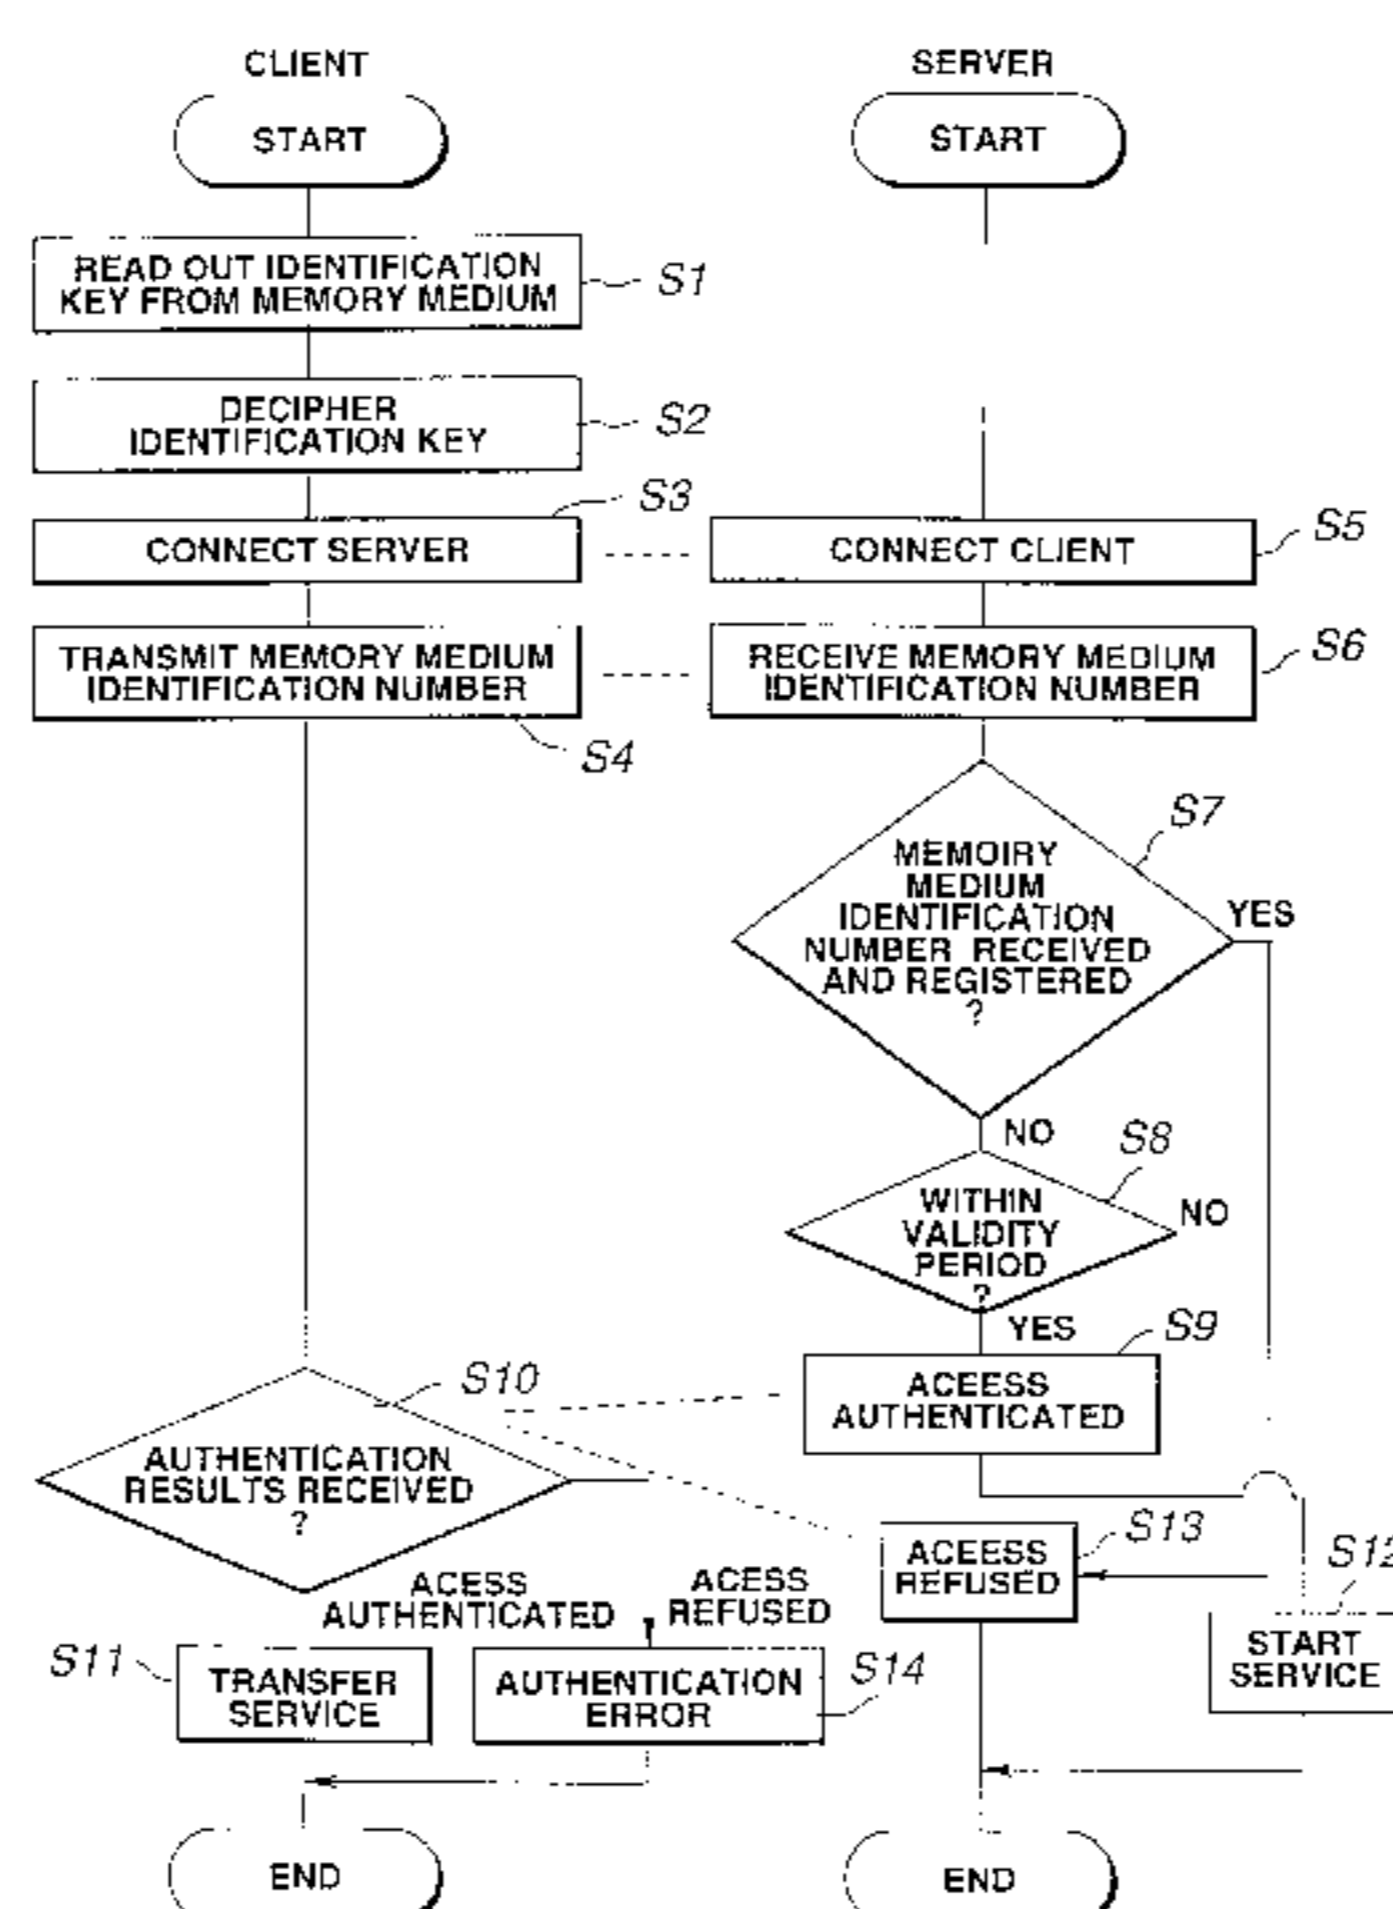 CLIENT
SERVER
START
START
READ OUT IDENTIFICATION
KEY FROM MEMORY MEDIUM
S1
DECIPHER
IDENTIFICATION KEY
S2
S3
CONNECT SERVER
CONNECT CLIENT
S5
TRANSMIT MEMORY MEDIUM
IDENTIFICATION NUMBER
S4
RECEIVE MEMORY MEDIUM
IDENTIFICATION NUMBER
S6
S7
MEMOIRY
MEDIUM
IDENTIFICATION
NUMBER RECEIVED
AND REGISTERED
?
YES
NO
S8
WITHIN
VALIDITY
PERIOD
?
NO
YES
S9
ACEESS
AUTHENTICATED
S10
AUTHENTICATION
RESULTS RECEIVED
?
S13
ACEESS
REFUSED
S12
START
SERVICE
ACESS
AUTHENTICATED
ACESS
REFUSED
S11
TRANSFER
SERVICE
AUTHENTICATION
ERROR
S14
END
END